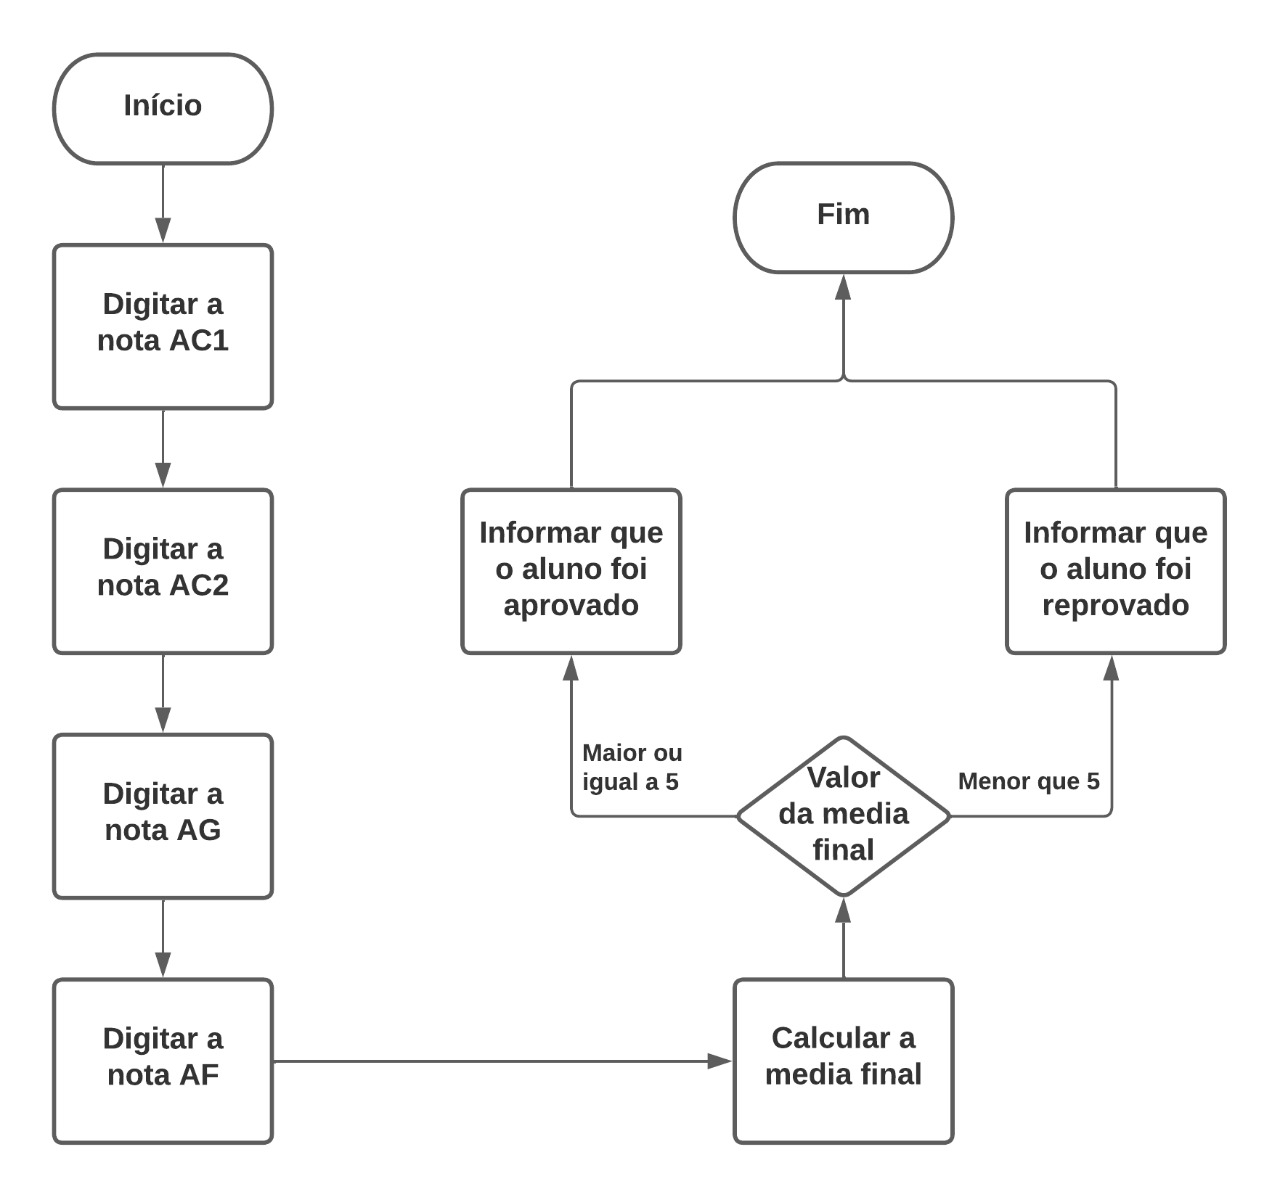 Início
Digitar a
nota AC1
Digitar a
nota AC2
Digitar a
nota AG
Digitar a
nota AF
Calcular a
media final
Valor
da media
final
Maior ou
igual a 5
Menor que 5
Informar que
o aluno foi
aprovado
Informar que
o aluno foi
reprovado
Fim